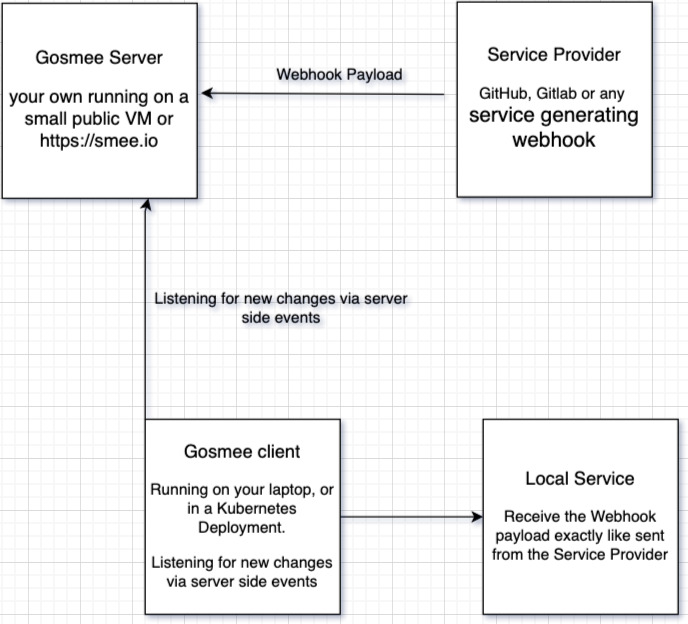 Gosmee Server
your own running on a
small public VM or
https://smee.io
Webhook Payload
Service Provider
GitHub, Gitlab or any
service generating
webhook
Listening for new changes via server
side events
Gosmee client
Running on your laptop, or
in a Kubernetes
Deployment.
Listening for new changes
via server side events
Local Service
Receive the Webhook
payload exactly like sent
from the Service Provider